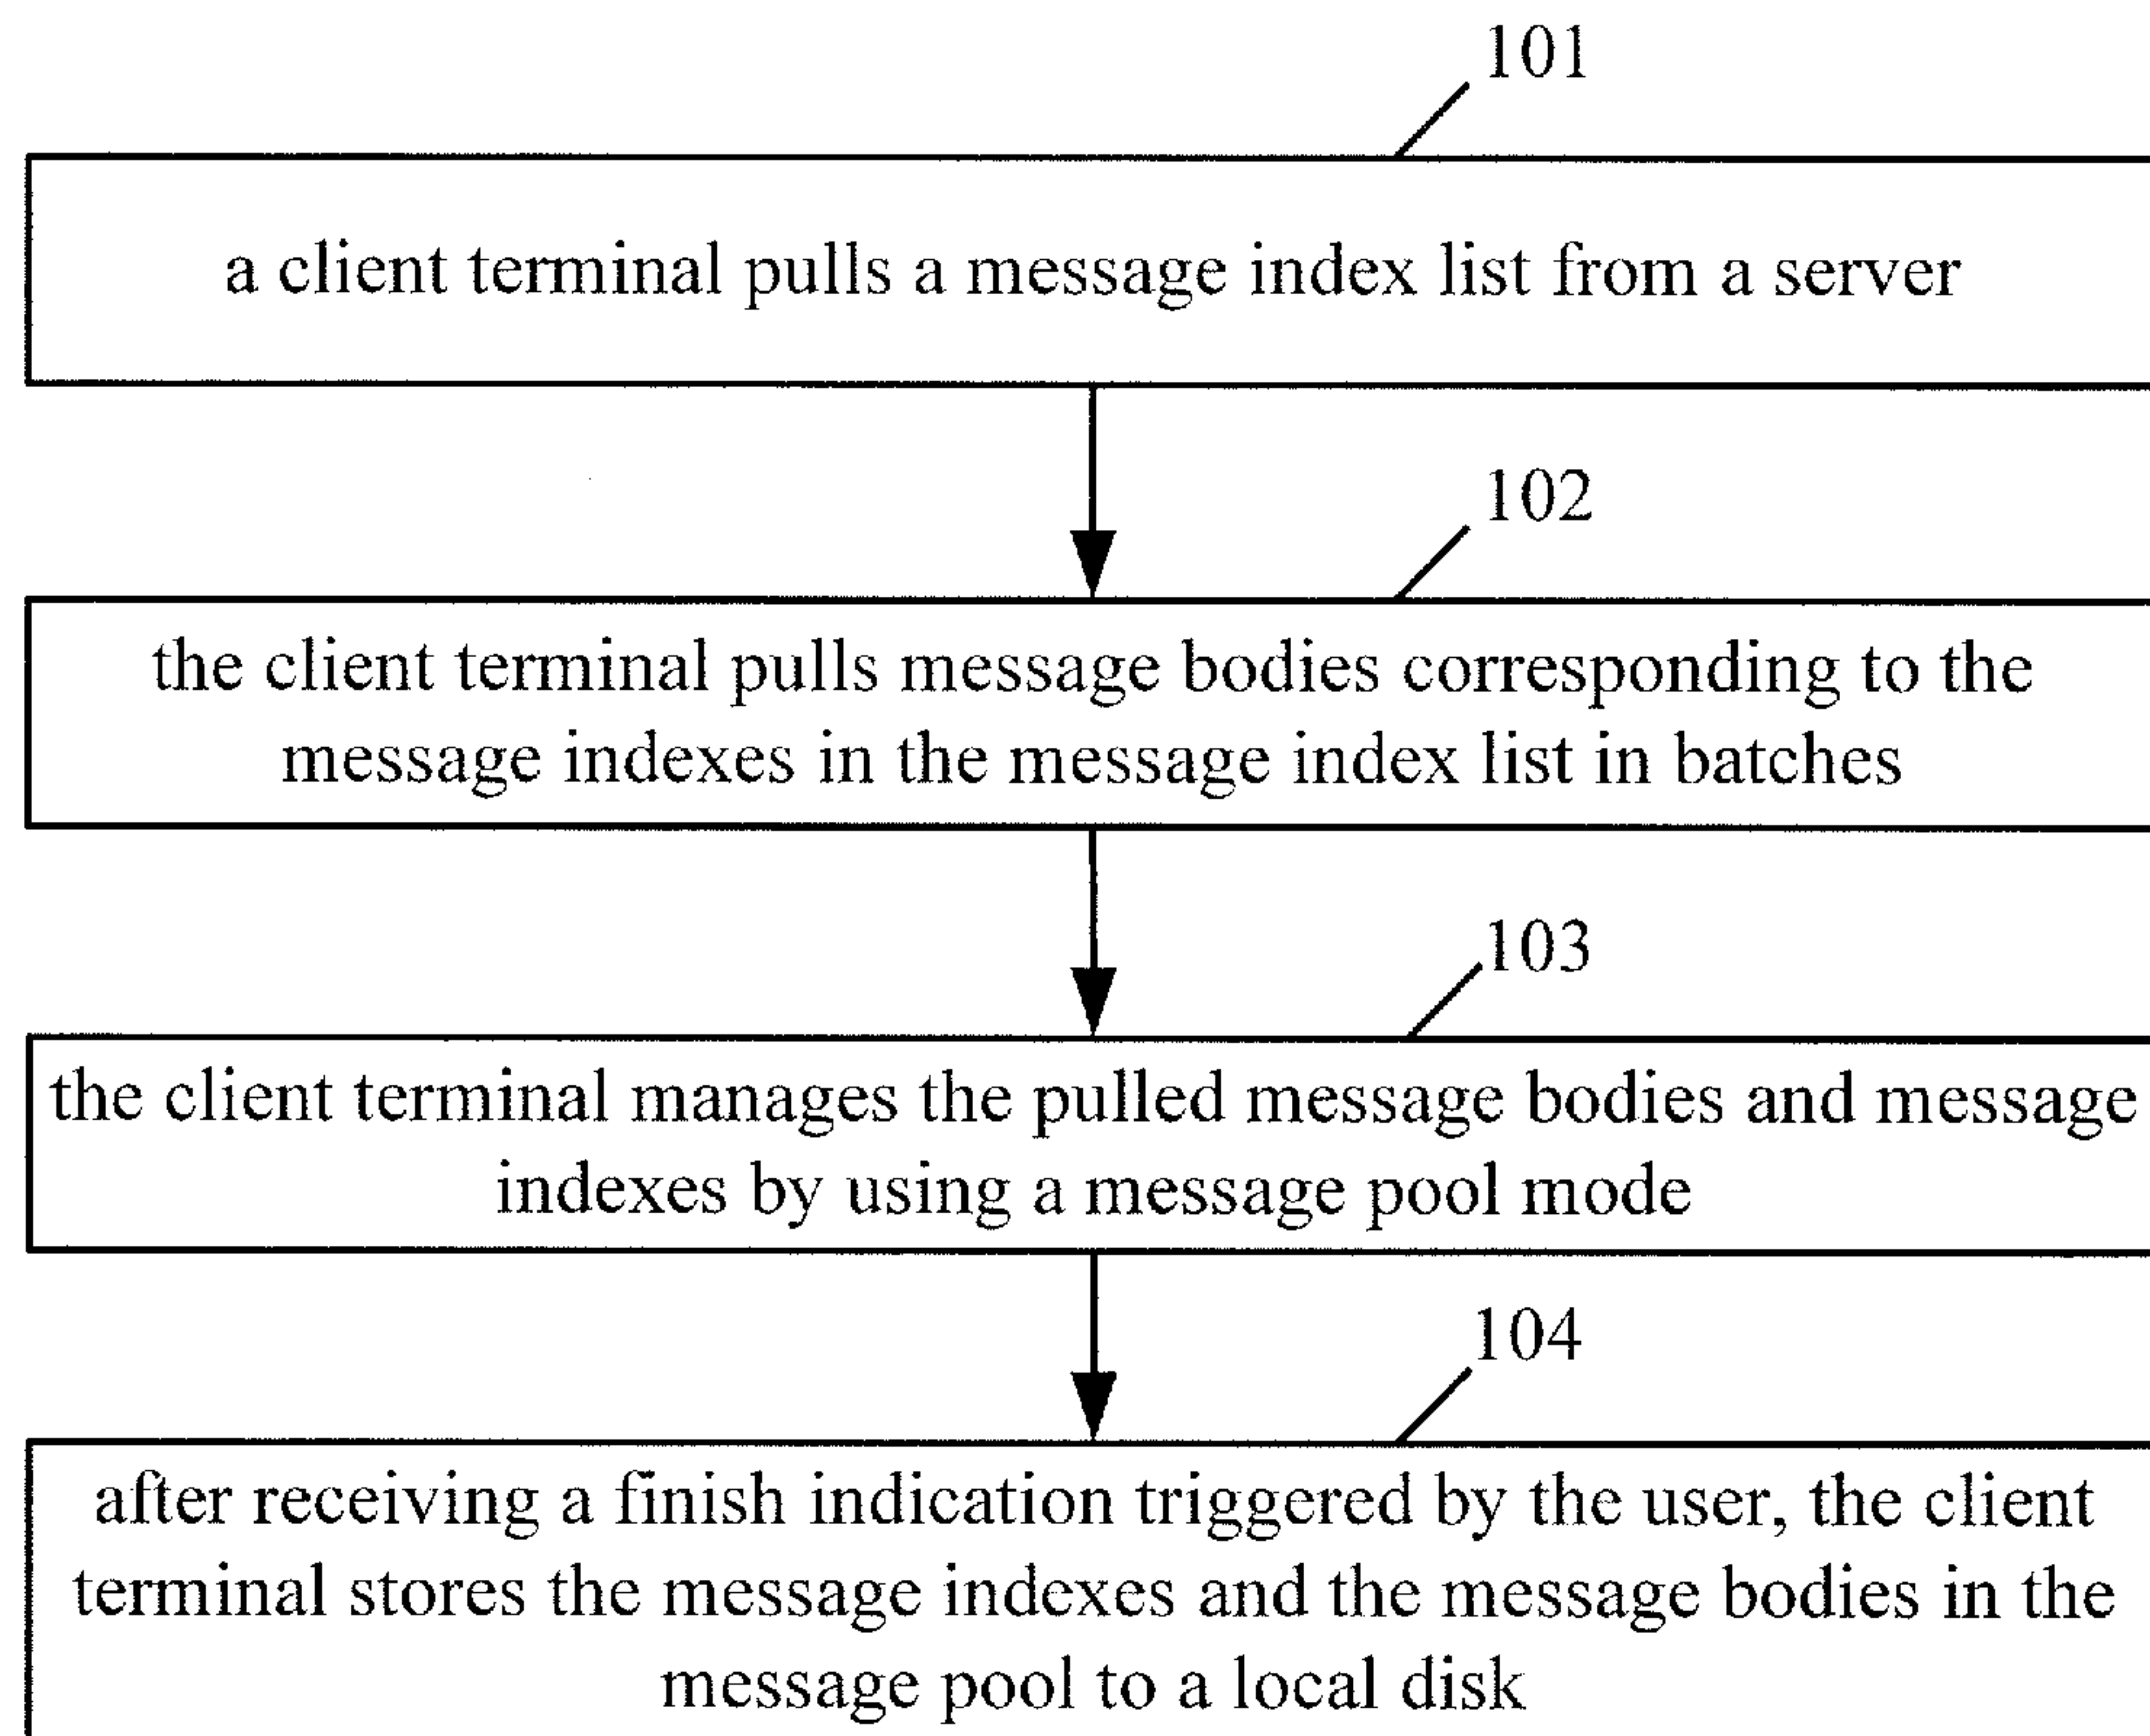 101
a client terminal pulls a message index list from a server
102
the client terminal pulls message bodies corresponding to the
message indexes in the message index list in batches
103
the client terminal manages the pulled message bodies and message
indexes by using a message pool mode
104
after receiving a finish indication triggered by the user, the client
terminal stores the message indexes and the message bodies in the
message pool to a local disk